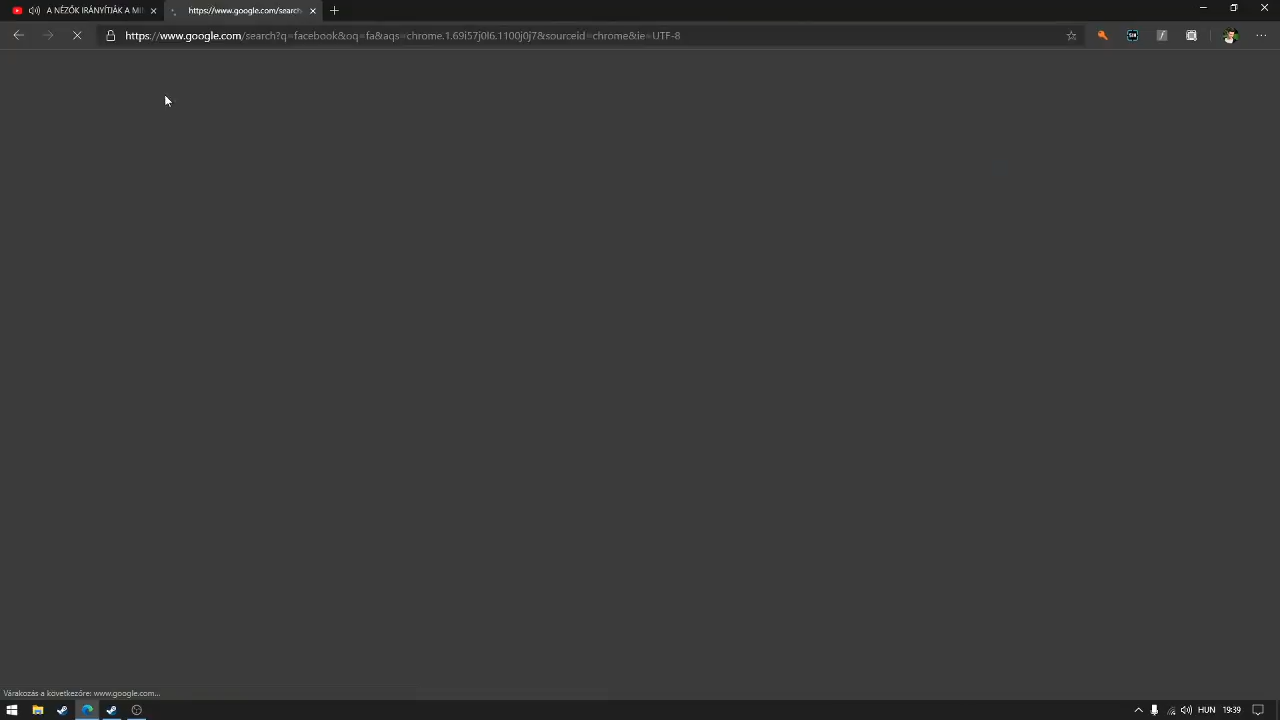 A NÉZŐK IRÁNYÍTJÁK A MI
https://www.google.com/search
https://www.google.com/search?q=facebook&oq=fa&aqs=chrome.1.69i57j0l6.1100j0j7&sourceid=chrome&ie=UTF-8
Várakozás a következőre: www.google.com...
HUN
19:39